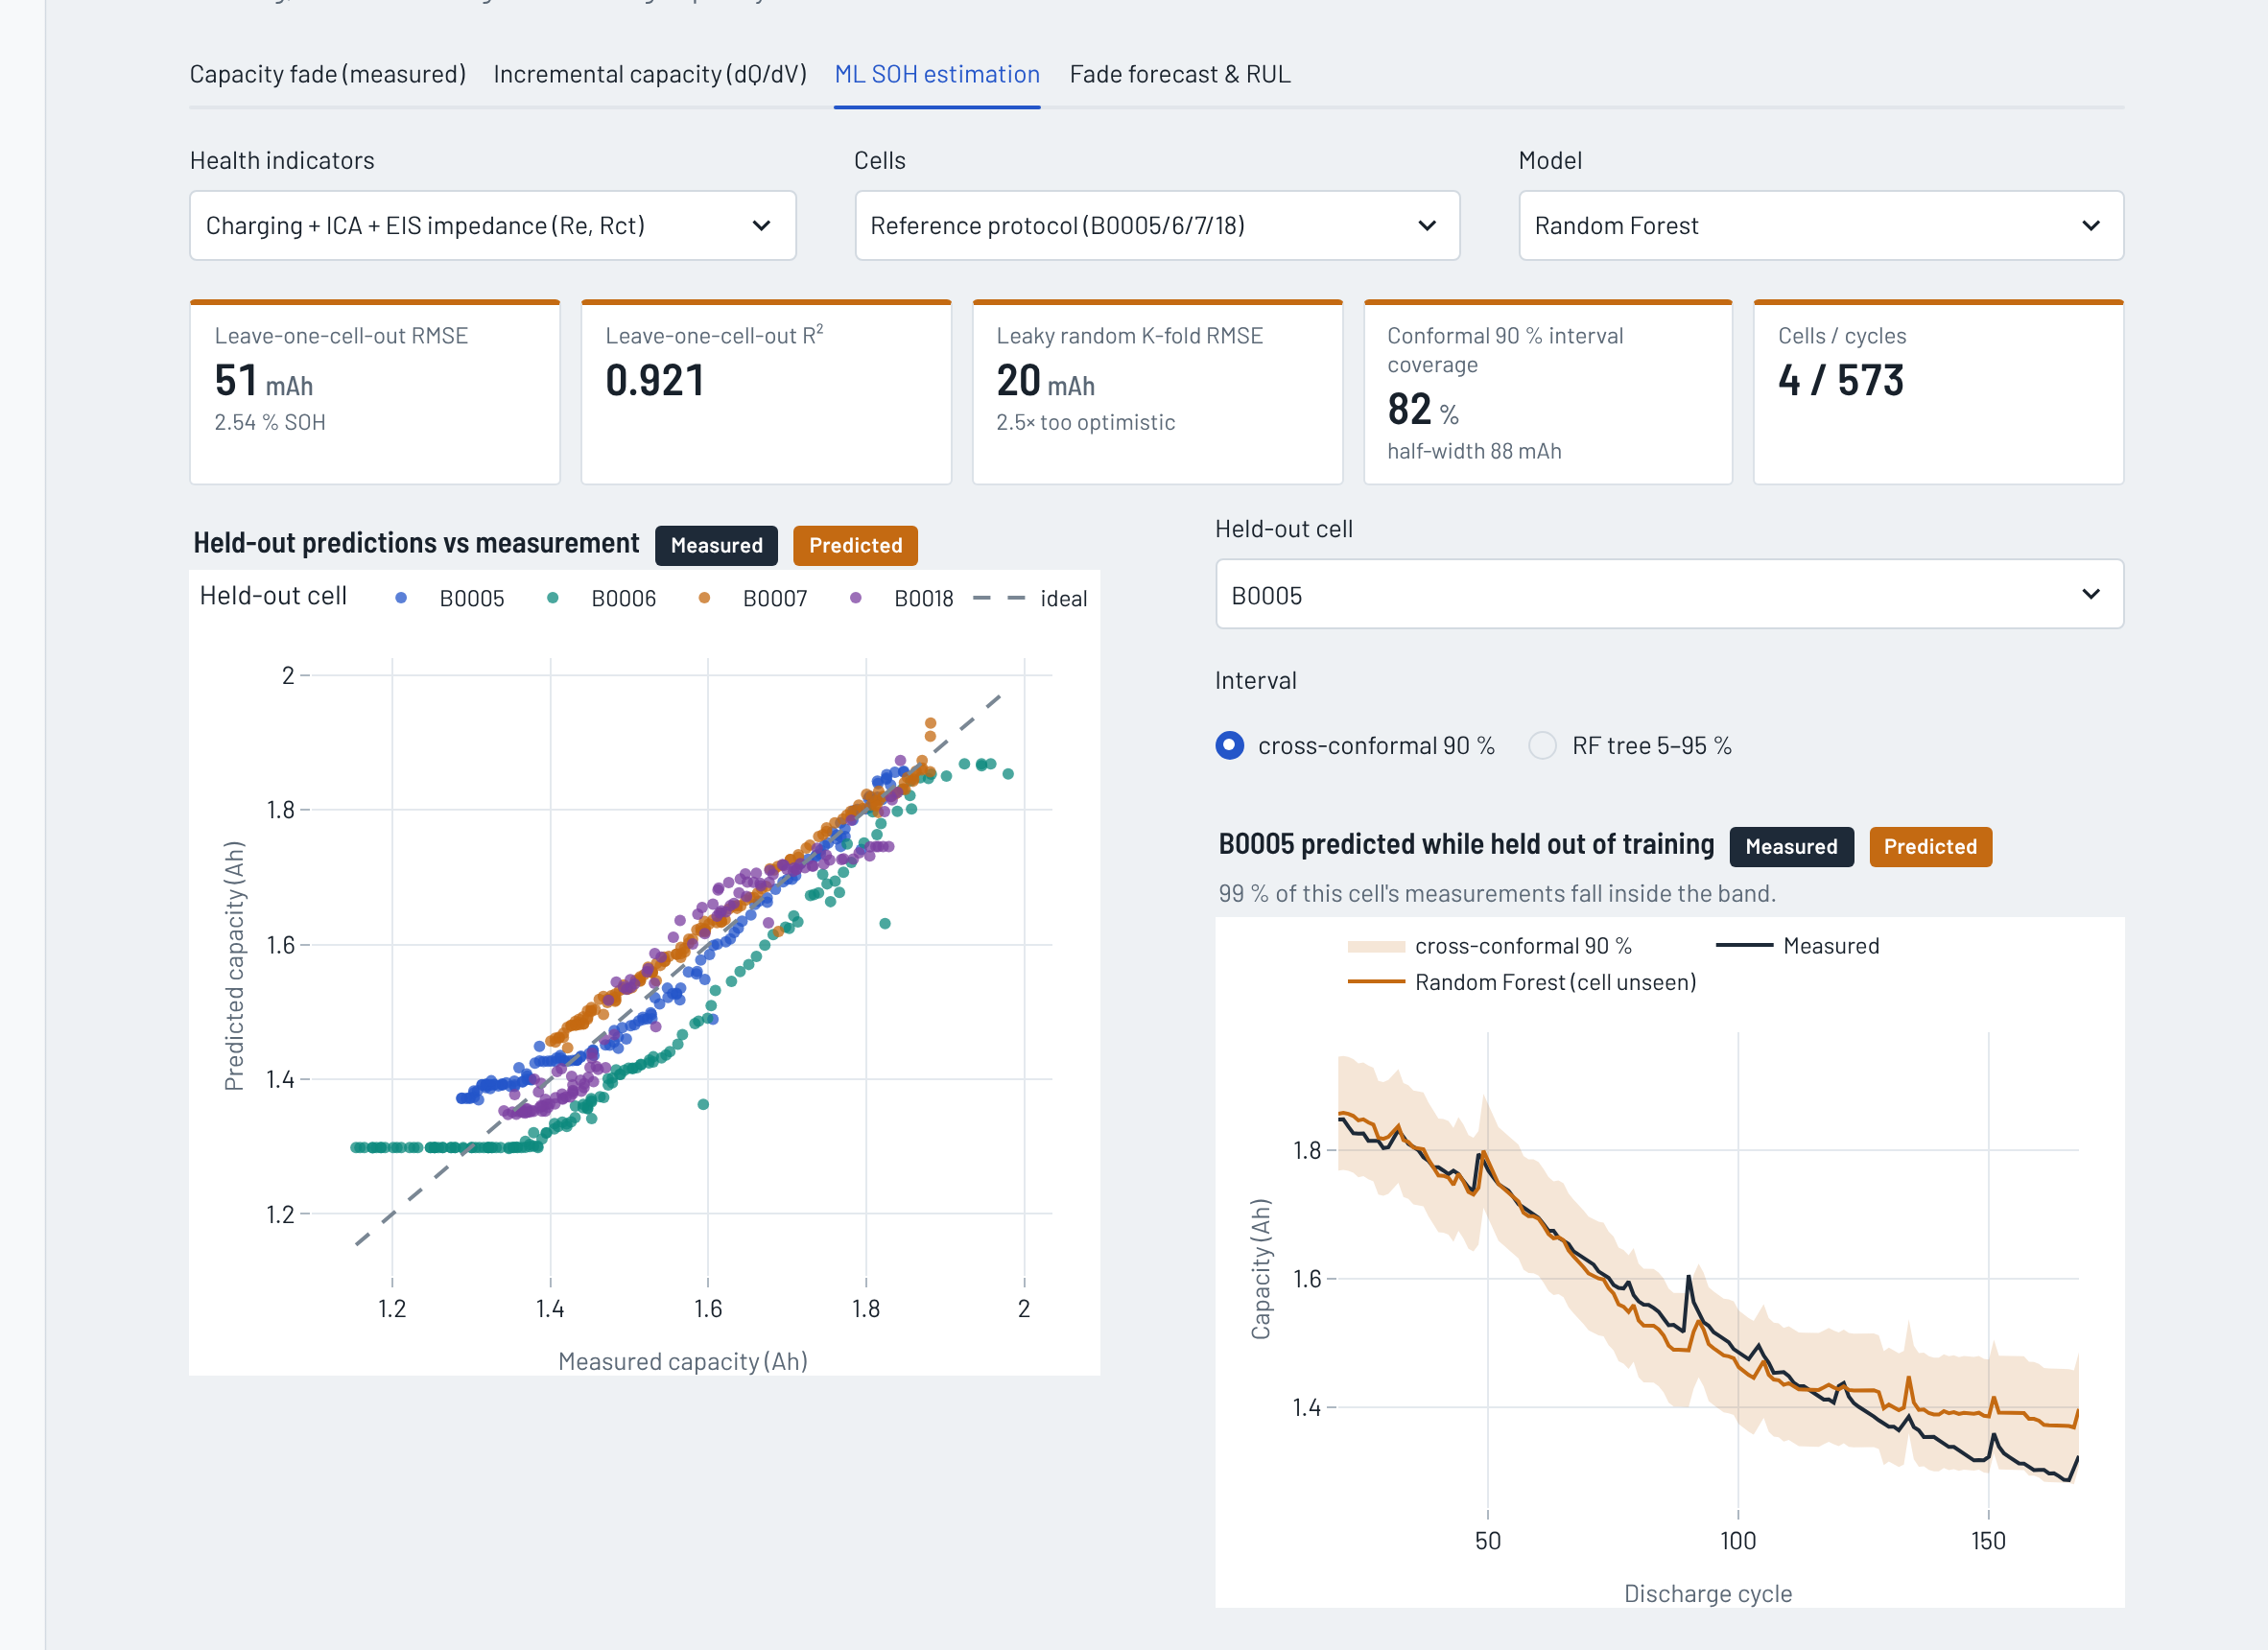 Capacity fade (measured) Incremental capacity (dQ/dV) ML SOH estimation Fade forecast & RUL
Health indicators Cells Model
Charging + ICA + EIS impedance (Re, Rct) Reference protocol (B0005/6/7/18) Random Forest
Leave-one-cell-out RMSE
51 mAh
2.54 % SOH
Leave-one-cell-out R²
0.921
Leaky random K-fold RMSE
20 mAh
2.5× too optimistic
Conformal 90 % interval
coverage
82 %
half-width 88 mAh
Cells / cycles
4 / 573
Held-out predictions vs measurement Measured Predicted
Held-out cell B0005 B0006 B0007 B0018 ideal
2
1.8
1.6
1.4
1.2
Predicted capacity (Ah)
1.2 1.4 1.6 1.8 2
Measured capacity (Ah)
Held-out cell
B0005
Interval
cross-conformal 90 % RF tree 5–95 %
B0005 predicted while held out of training Measured Predicted
99 % of this cell's measurements fall inside the band.
cross-conformal 90 % Measured
Random Forest (cell unseen)
1.8
1.6
1.4
Capacity (Ah)
50 100 150
Discharge cycle